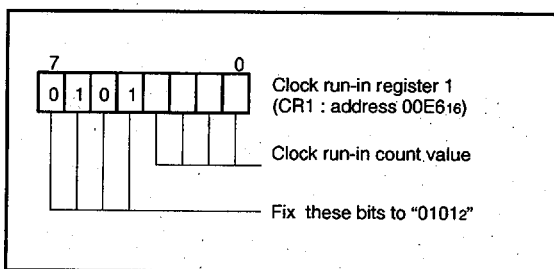 7 0
0 1 0 1
Clock run-in register 1
(CR1 : address 00E6₁₆)
Clock run-in count value
Fix these bits to “0101₂”